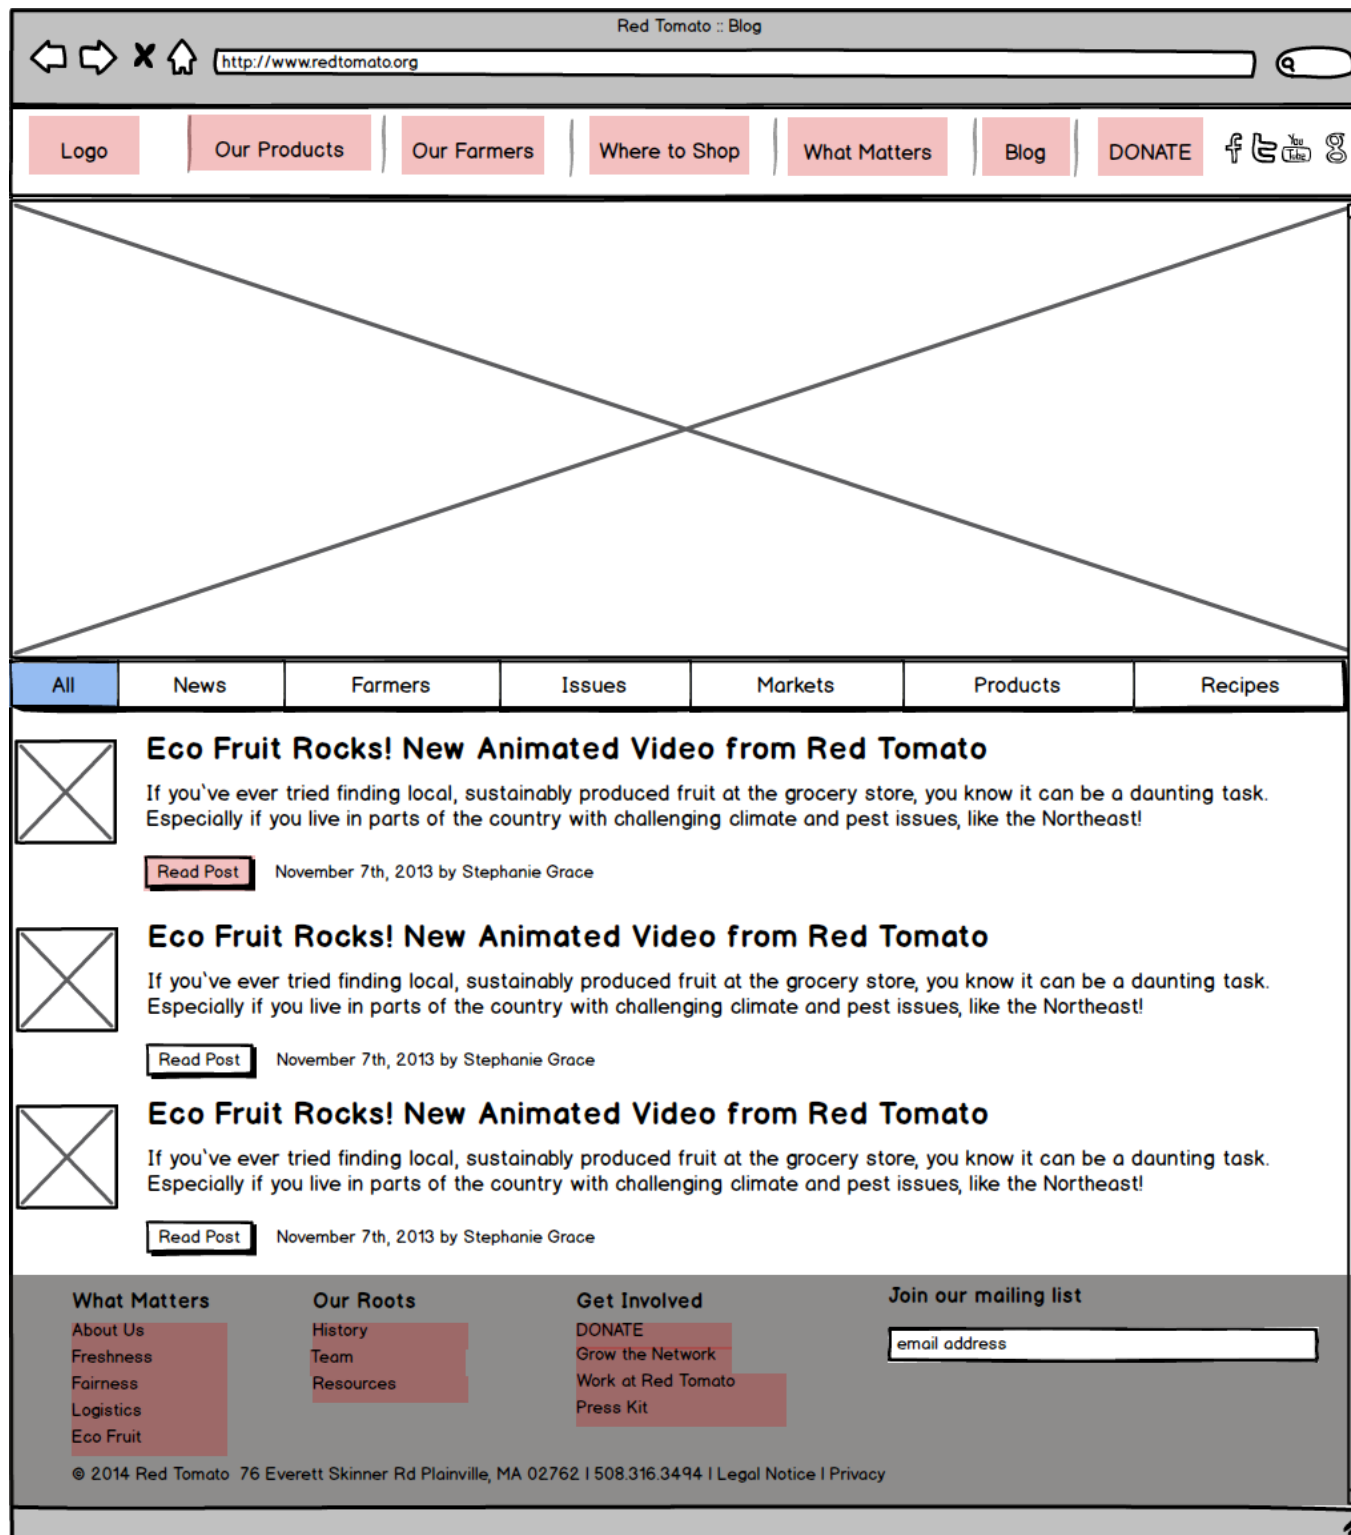 Red Tomato :: Blog
http://www.redtomato.org
Logo Our Products Our Farmers Where to Shop What Matters Blog DONATE You Tube
All News Farmers Issues Markets Products Recipes
Eco Fruit Rocks! New Animated Video from Red Tomato
If you've ever tried finding local, sustainably produced fruit at the grocery store, you know it can be a daunting task.
Especially if you live in parts of the country with challenging climate and pest issues, like the Northeast!
Read Post November 7th, 2013 by Stephanie Grace
Eco Fruit Rocks! New Animated Video from Red Tomato
If you've ever tried finding local, sustainably produced fruit at the grocery store, you know it can be a daunting task.
Especially if you live in parts of the country with challenging climate and pest issues, like the Northeast!
Read Post November 7th, 2013 by Stephanie Grace
Eco Fruit Rocks! New Animated Video from Red Tomato
If you've ever tried finding local, sustainably produced fruit at the grocery store, you know it can be a daunting task.
Especially if you live in parts of the country with challenging climate and pest issues, like the Northeast!
Read Post November 7th, 2013 by Stephanie Grace
What Matters
About Us
Freshness
Fairness
Logistics
Eco Fruit
Our Roots
History
Team
Resources
Get Involved
DONATE
Grow the Network
Work at Red Tomato
Press Kit
Join our mailing list
email address
© 2014 Red Tomato 76 Everett Skinner Rd Plainville, MA 02762 | 508.316.3494 | Legal Notice | Privacy